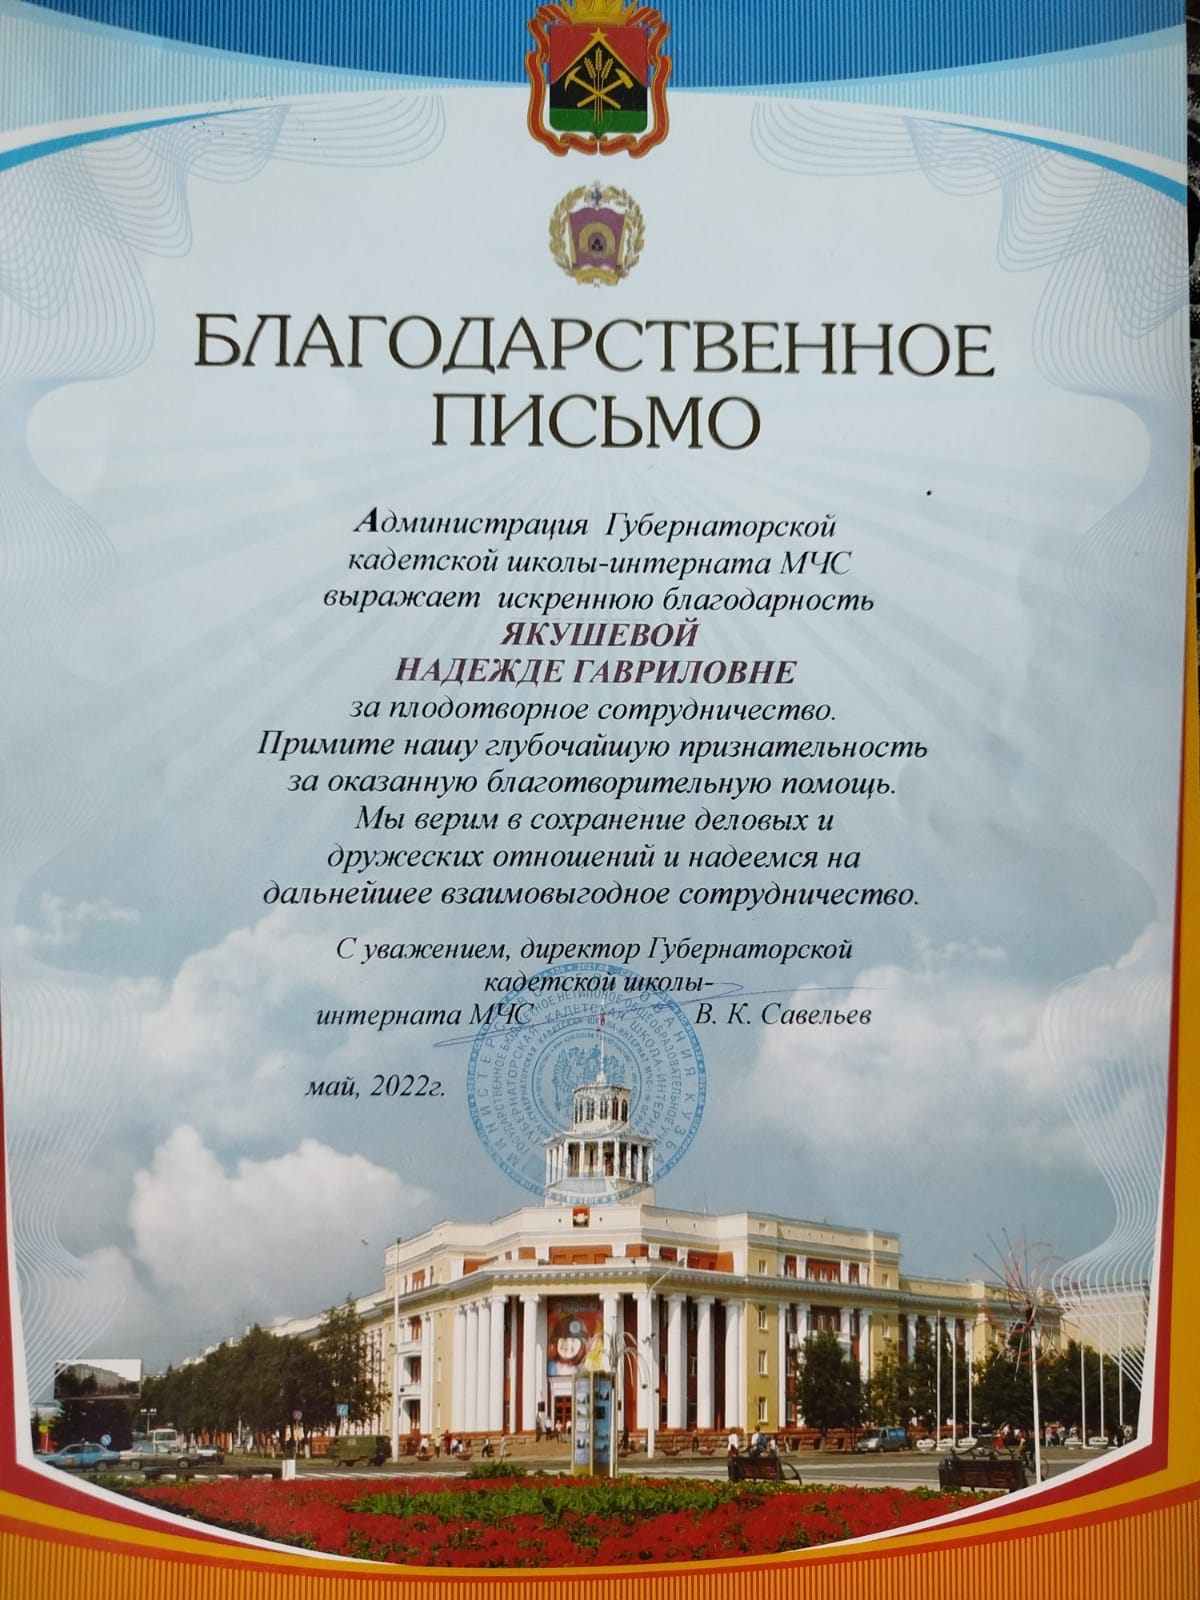 БЛАГОДАРСТВЕННОЕ
ПИСЬМО
Администрация Губернаторской
кадетской школы-интерната МЧС
выражает искреннюю благодарность
ЯКУШЕВОЙ
НАДЕЖДЕ ГАВРИЛОВНЕ
за плодотворное сотрудничество.
Примите нашу глубочайшую признательность
за оказанную благотворительную помощь.
Мы верим в сохранение деловых и
дружеских отношений и надеемся на
дальнейшее взаимовыгодное сотрудничество.
С уважением, директор Губернаторской
кадетской школы-
интерната МЧС В. К. Савельев
май, 2022г.